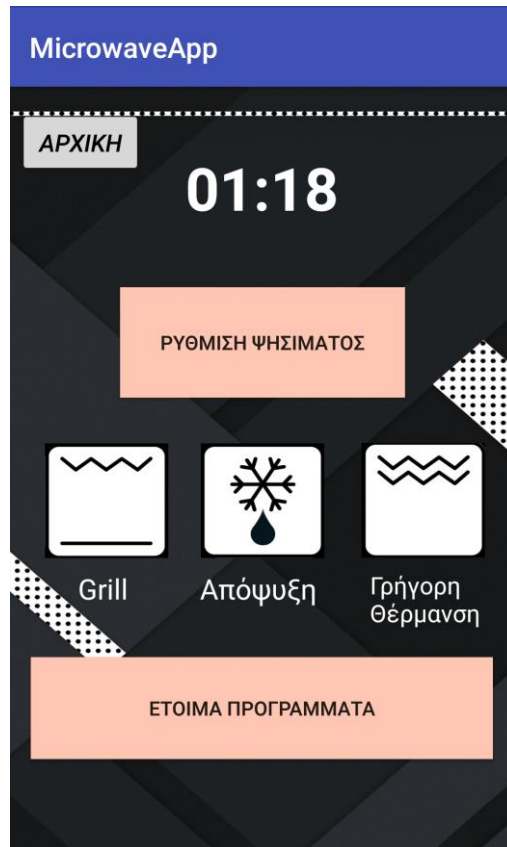 MicrowaveApp
ΑΡΧΙΚΗ
01:18
ΡΥΘΜΙΣΗ ΨΗΣΙΜΑΤΟΣ
Grill
Απόψυξη
Γρήγορη
Θέρμανση
ΕΤΟΙΜΑ ΠΡΟΓΡΑΜΜΑΤΑ